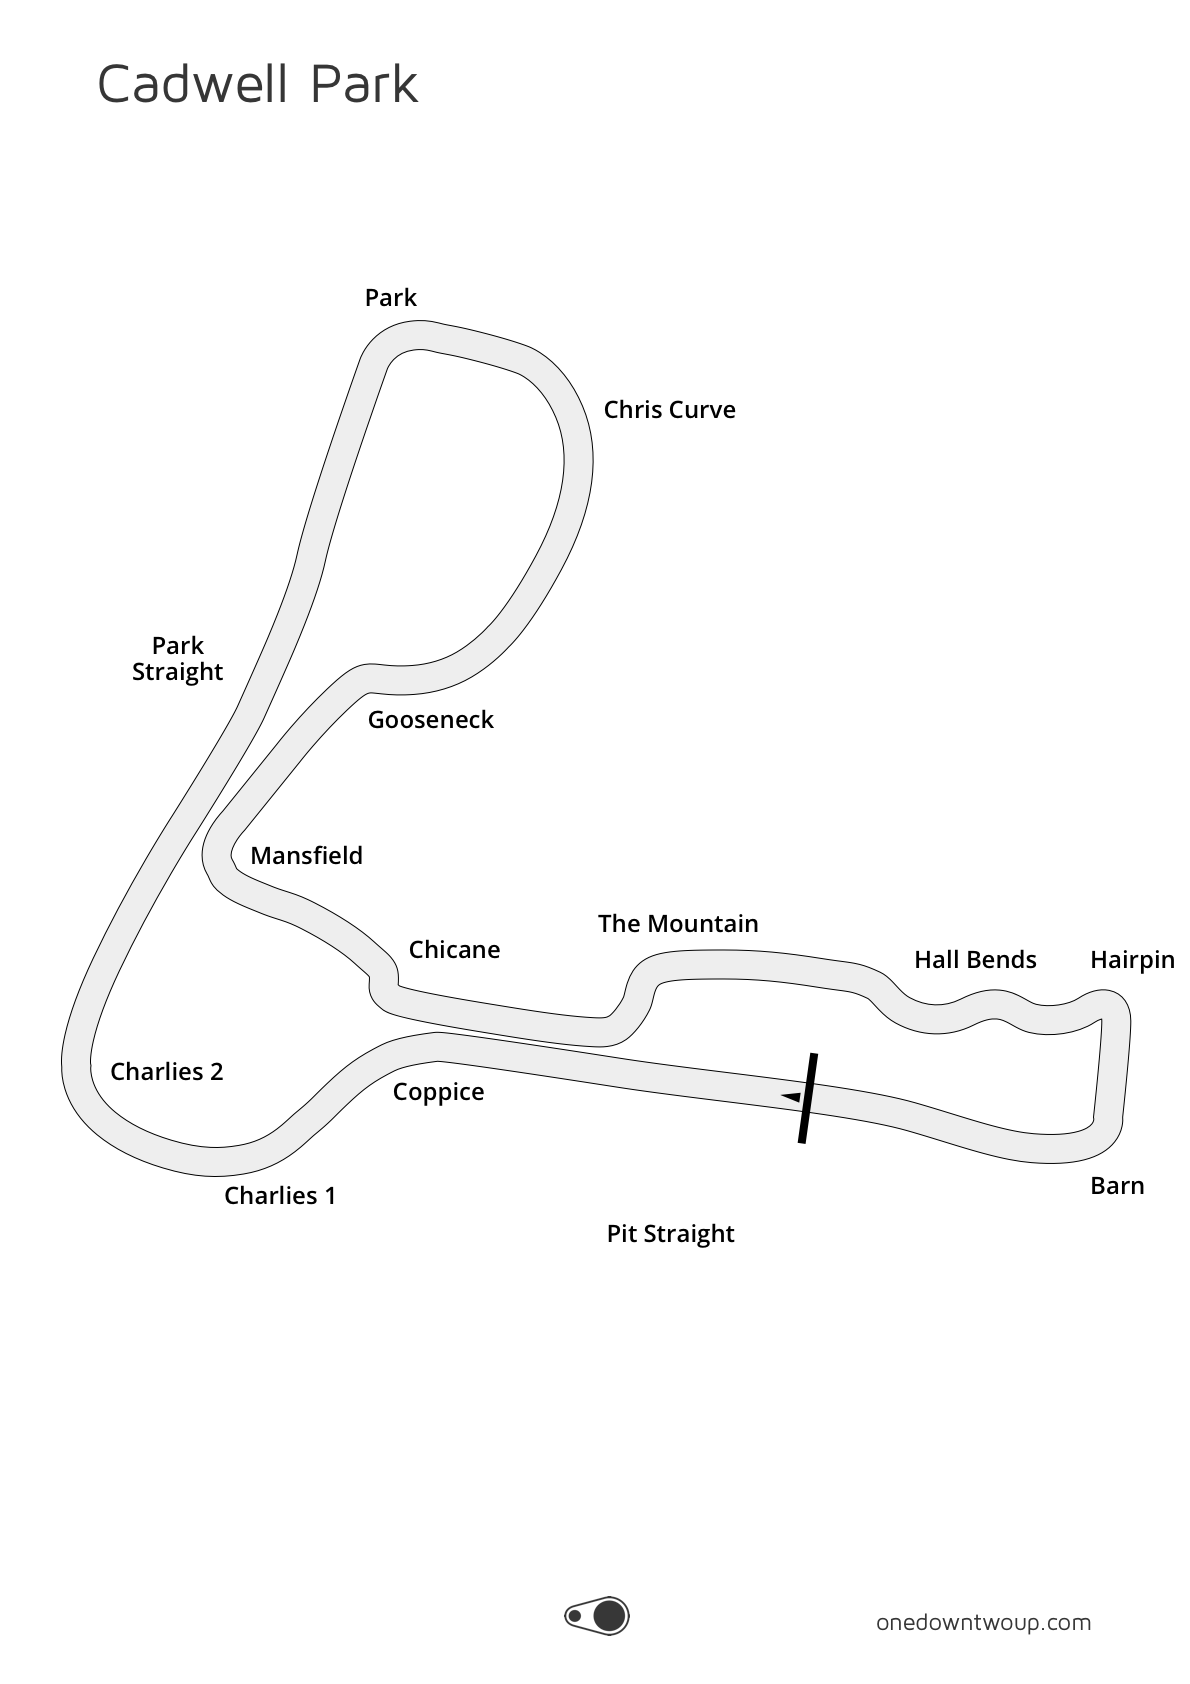 Cadwell Park
Park
Chris Curve
Park
Straight
Gooseneck
Mansfield
The Mountain
Chicane
Hall Bends
Hairpin
Charlies 2
Coppice
Barn
Charlies 1
Pit Straight
onedowntwoup.com